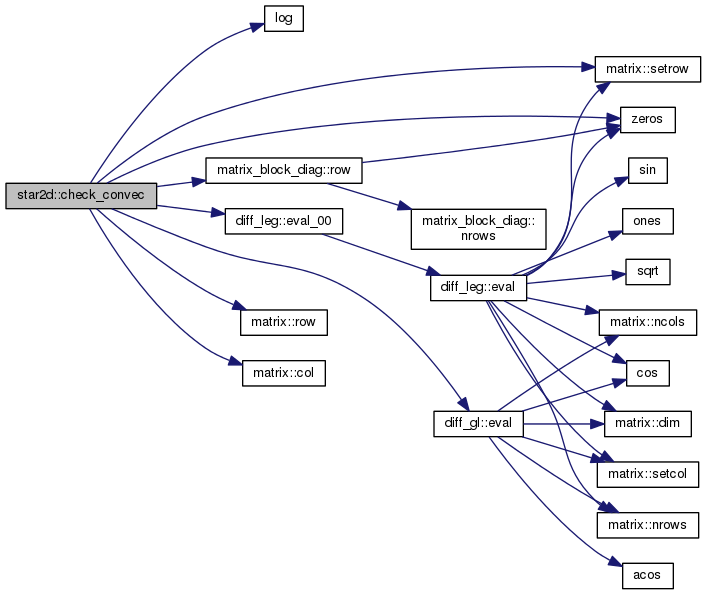 log
matrix::setrow
zeros
matrix_block_diag::row
sin
star2d::check_convec
diff_leg::eval_00
matrix_block_diag::
nrows
ones
sqrt
diff_leg::eval
matrix::row
matrix::ncols
matrix::col
cos
diff_gl::eval
matrix::dim
matrix::setcol
matrix::nrows
acos